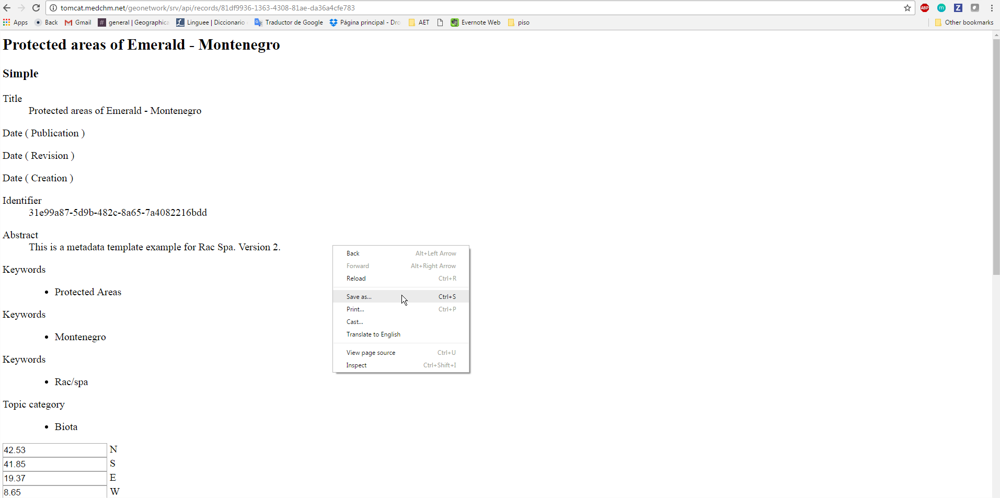 tomcat.medchm.net/geonetwork/srv/api/records/81df9936-1363-4308-81ae-da36a4cfe783
ABP m Z
Apps Back Gmail # general | Geographica Linguee | Diccionario Traductor de Google Página principal - Dro AET Evernote Web piso Other bookmarks
Protected areas of Emerald - Montenegro
Simple
Title
Protected areas of Emerald - Montenegro
Date ( Publication )
Date ( Revision )
Date ( Creation )
Identifier
31e99a87-5d9b-482c-8a65-7a4082216bdd
Abstract
This is a metadata template example for Rac Spa. Version 2.
Keywords
• Protected Areas
Keywords
• Montenegro
Keywords
• Rac/spa
Topic category
• Biota
42.53 N
41.85 S
19.37 E
8.65 W
Back Alt+Left Arrow
Forward Alt+Right Arrow
Reload Ctrl+R
Save as... Ctrl+S
Print... Ctrl+P
Cast...
Translate to English
View page source Ctrl+U
Inspect Ctrl+Shift+I